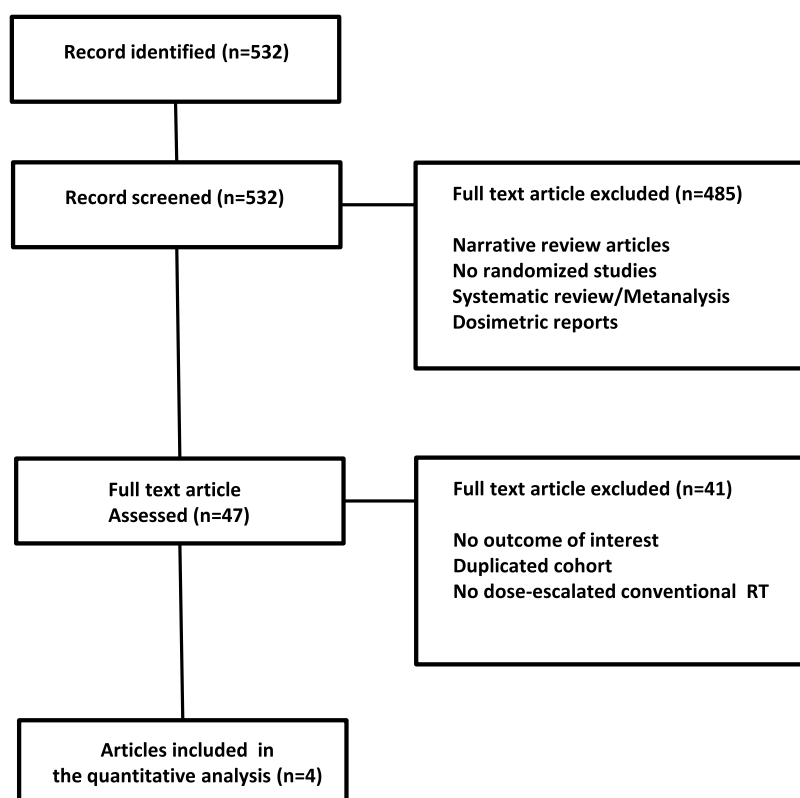 Record identified (n=532)
Record screened (n=532)
Full text article excluded (n=485)
Narrative review articles
No randomized studies
Systematic review/Metanalysis
Dosimetric reports
Full text article
Assessed (n=47)
Full text article excluded (n=41)
No outcome of interest
Duplicated cohort
No dose-escalated conventional RT
Articles included in
the quantitative analysis (n=4)